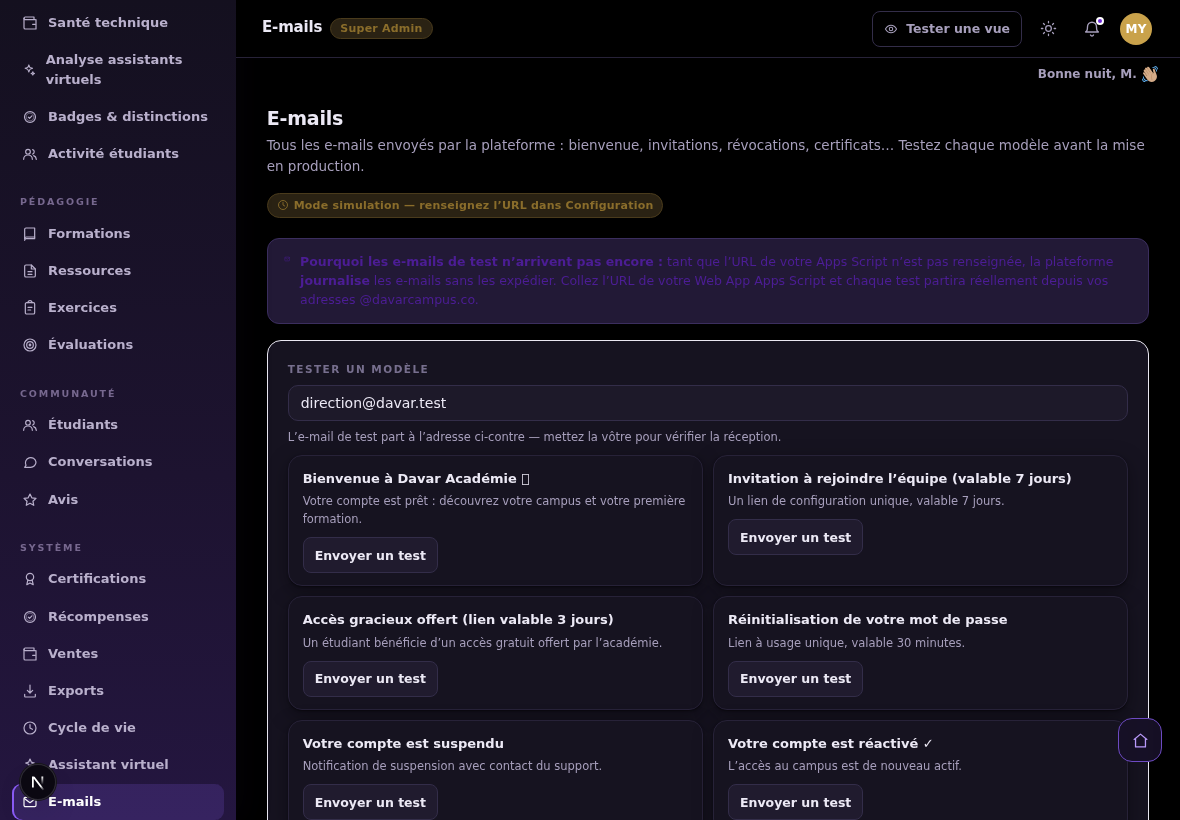 Santé technique
Analyse assistants
virtuels
Badges & distinctions
Activité étudiants
PÉDAGOGIE
Formations
Ressources
Exercices
Évaluations
COMMUNAUTÉ
Étudiants
Conversations
Avis
SYSTÈME
Certifications
Récompenses
Ventes
Exports
Cycle de vie
Assistant virtuel
N
E-mails
E-mails
Super Admin
Tester une vue
MY
Bonne nuit, M. 👋🏼
E-mails
Tous les e-mails envoyés par la plateforme : bienvenue, invitations, révocations, certificats… Testez chaque modèle avant la mise
en production.
Mode simulation — renseignez l’URL dans Configuration
Pourquoi les e-mails de test n’arrivent pas encore : tant que l’URL de votre Apps Script n’est pas renseignée, la plateforme
journalise les e-mails sans les expédier. Collez l’URL de votre Web App Apps Script et chaque test partira réellement depuis vos
adresses @davarcampus.co.
TESTER UN MODÈLE
direction@davar.test
L’e-mail de test part à l’adresse ci-contre — mettez la vôtre pour vérifier la réception.
Bienvenue à Davar Académie
Votre compte est prêt : découvrez votre campus et votre première
formation.
Envoyer un test
Invitation à rejoindre l’équipe (valable 7 jours)
Un lien de configuration unique, valable 7 jours.
Envoyer un test
Accès gracieux offert (lien valable 3 jours)
Un étudiant bénéficie d’un accès gratuit offert par l’académie.
Envoyer un test
Réinitialisation de votre mot de passe
Lien à usage unique, valable 30 minutes.
Envoyer un test
Votre compte est suspendu
Notification de suspension avec contact du support.
Envoyer un test
Votre compte est réactivé ✓
L’accès au campus est de nouveau actif.
Envoyer un test